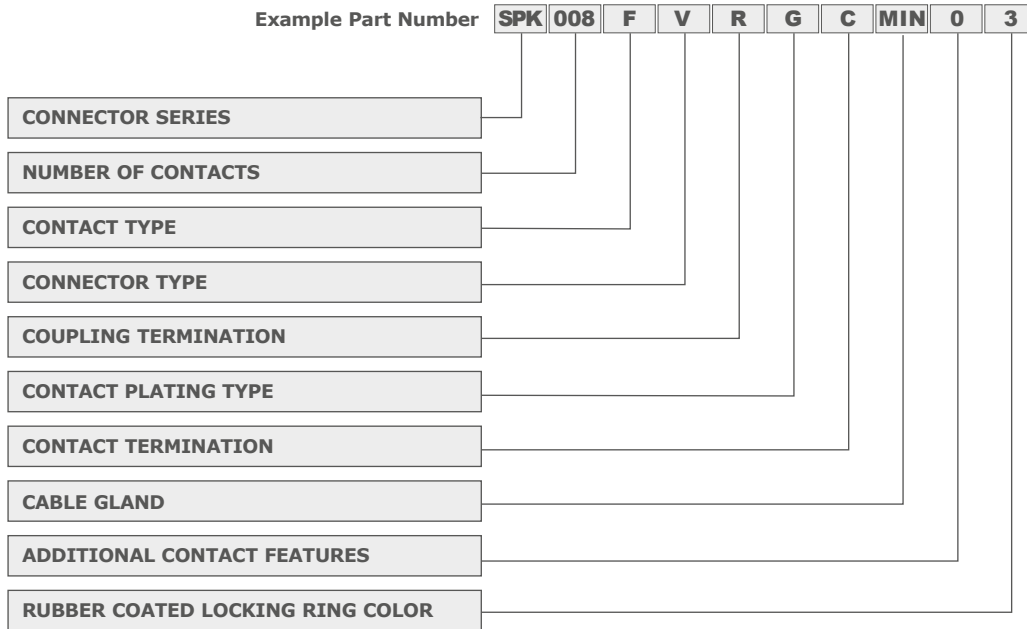 Example Part Number SPK 008 F V R G C MIN 0 3
CONNECTOR SERIES
NUMBER OF CONTACTS
CONTACT TYPE
CONNECTOR TYPE
COUPLING TERMINATION
CONTACT PLATING TYPE
CONTACT TERMINATION
CABLE GLAND
ADDITIONAL CONTACT FEATURES
RUBBER COATED LOCKING RING COLOR